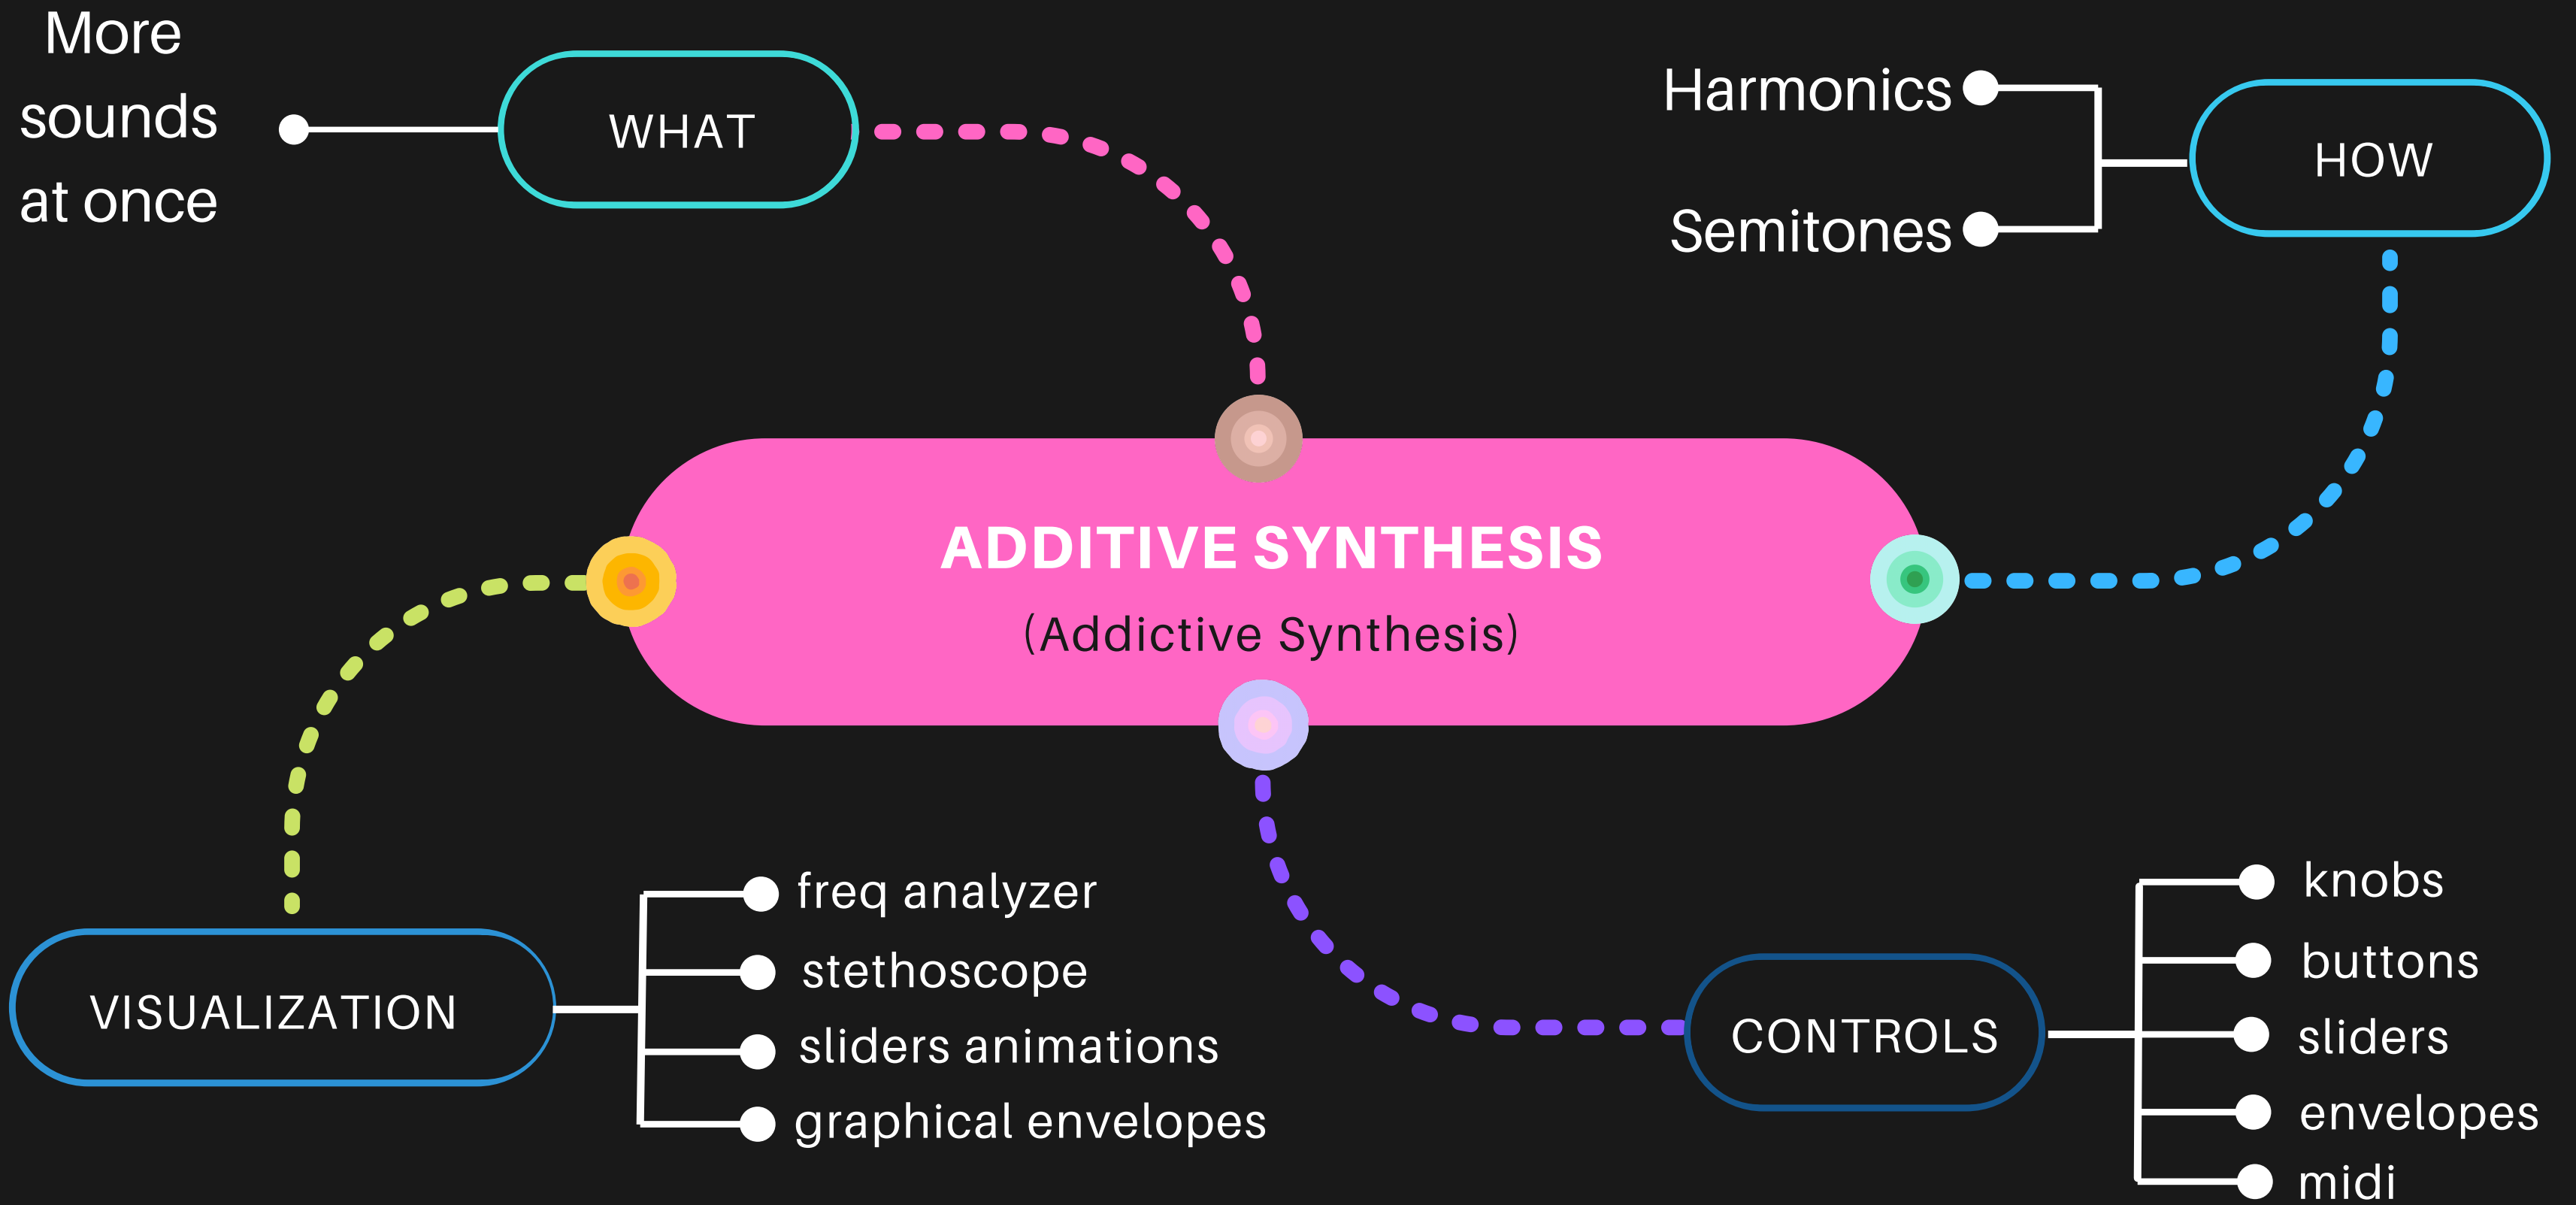 More
sounds
at once
WHAT
Harmonics
Semitones
HOW
ADDITIVE SYNTHESIS
(Addictive Synthesis)
VISUALIZATION
freq analyzer
stethoscope
sliders animations
graphical envelopes
CONTROLS
knobs
buttons
sliders
envelopes
midi